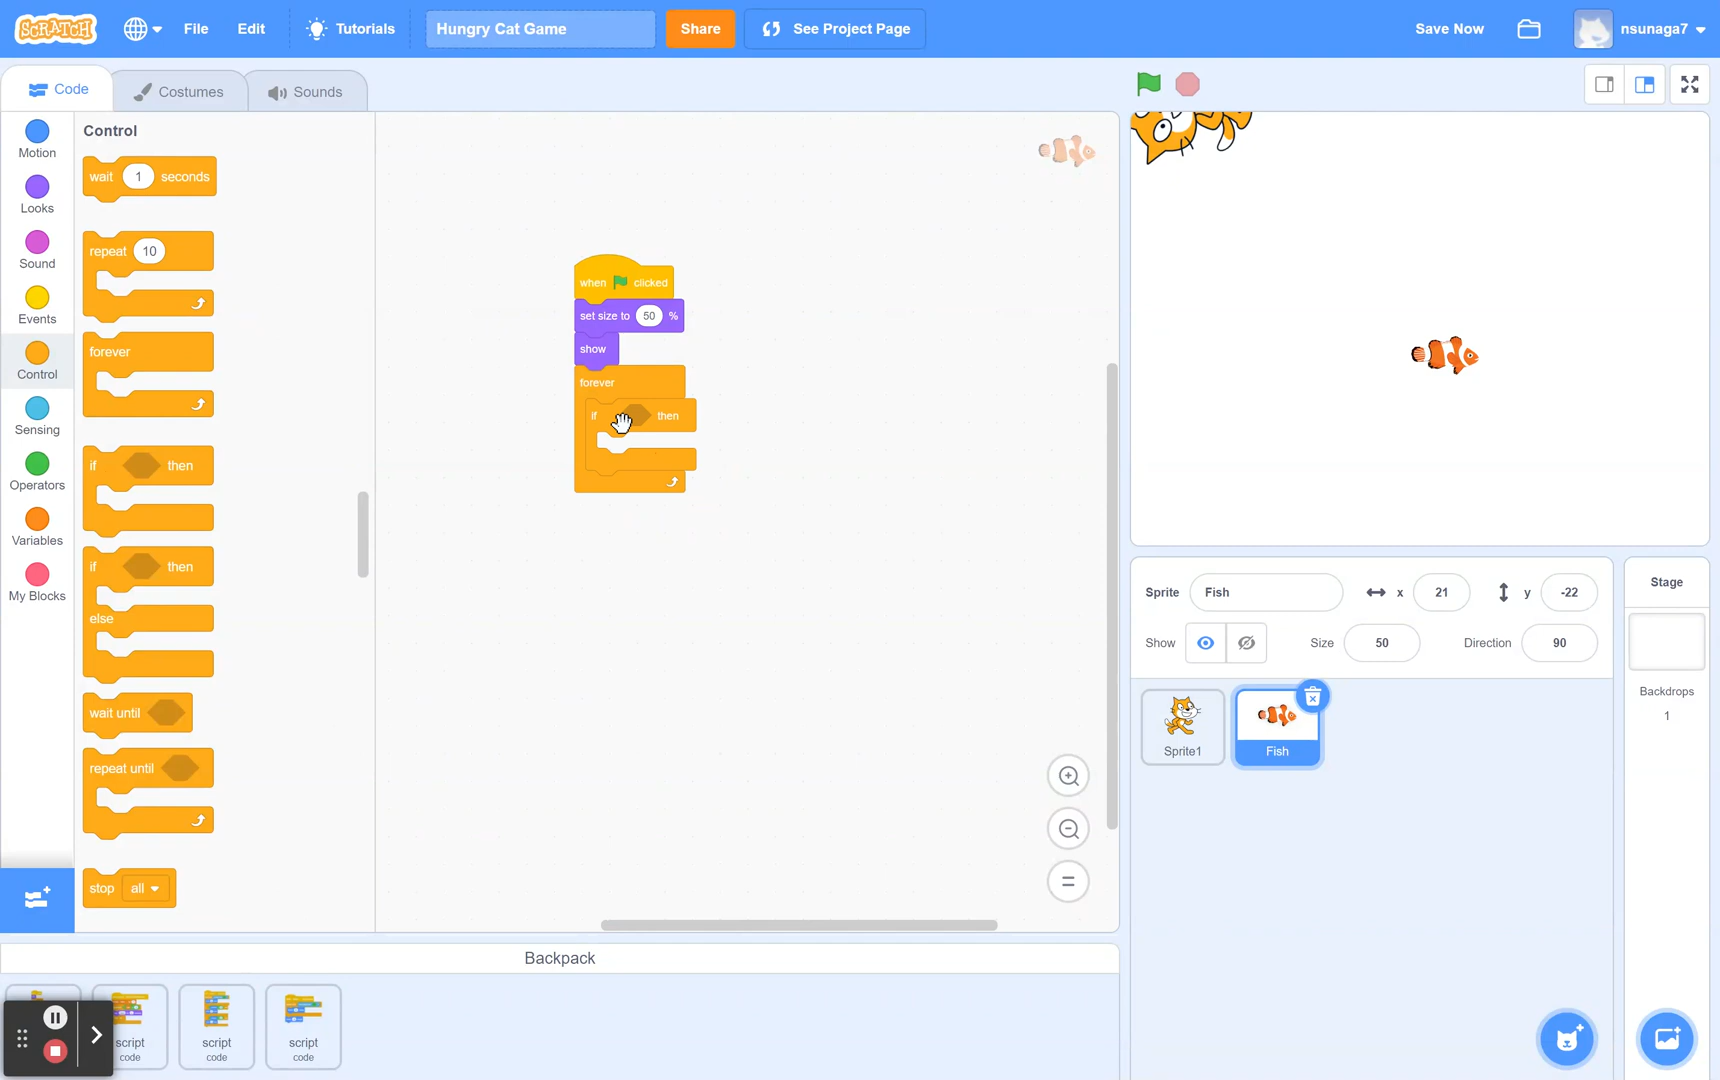 SCRATCH
File
Edit
Tutorials
Hungry Cat Game
Share
See Project Page
Save Now
nsunaga7
Code
Costumes
Sounds
Motion
Looks
Sound
Events
Control
Sensing
Operators
Variables
My Blocks
Control
wait 1 seconds
repeat 10
forever
if then
if then
else
wait until
repeat until
stop all
when clicked
set size to 50 %
show
forever
if then
Sprite Fish x 21 y -22
Show Size 50 Direction 90
Sprite1
Fish
Stage
Backdrops
1
Backpack
script
code
script
code
script
code